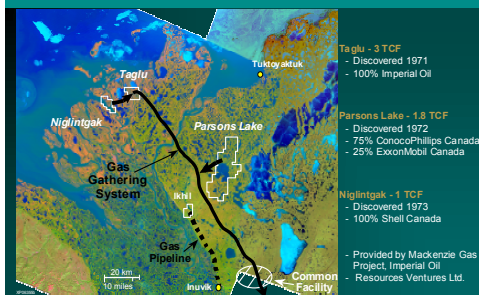 Taglu
Tuktoyaktuk
Niglintgak
Parsons Lake
Gas
Gathering
System
Ikhil
Gas
Pipeline
20 km
10 miles
Inuvik
Common
Facility
Taglu - 3 TCF
- Discovered 1971
- 100% Imperial Oil
Parsons Lake - 1.8 TCF
- Discovered 1972
- 75% ConocoPhillips Canada
- 25% ExxonMobil Canada
Niglintgak - 1 TCF
- Discovered 1973
- 100% Shell Canada
- Provided by Mackenzie Gas
Project, Imperial Oil
- Resources Ventures Ltd.